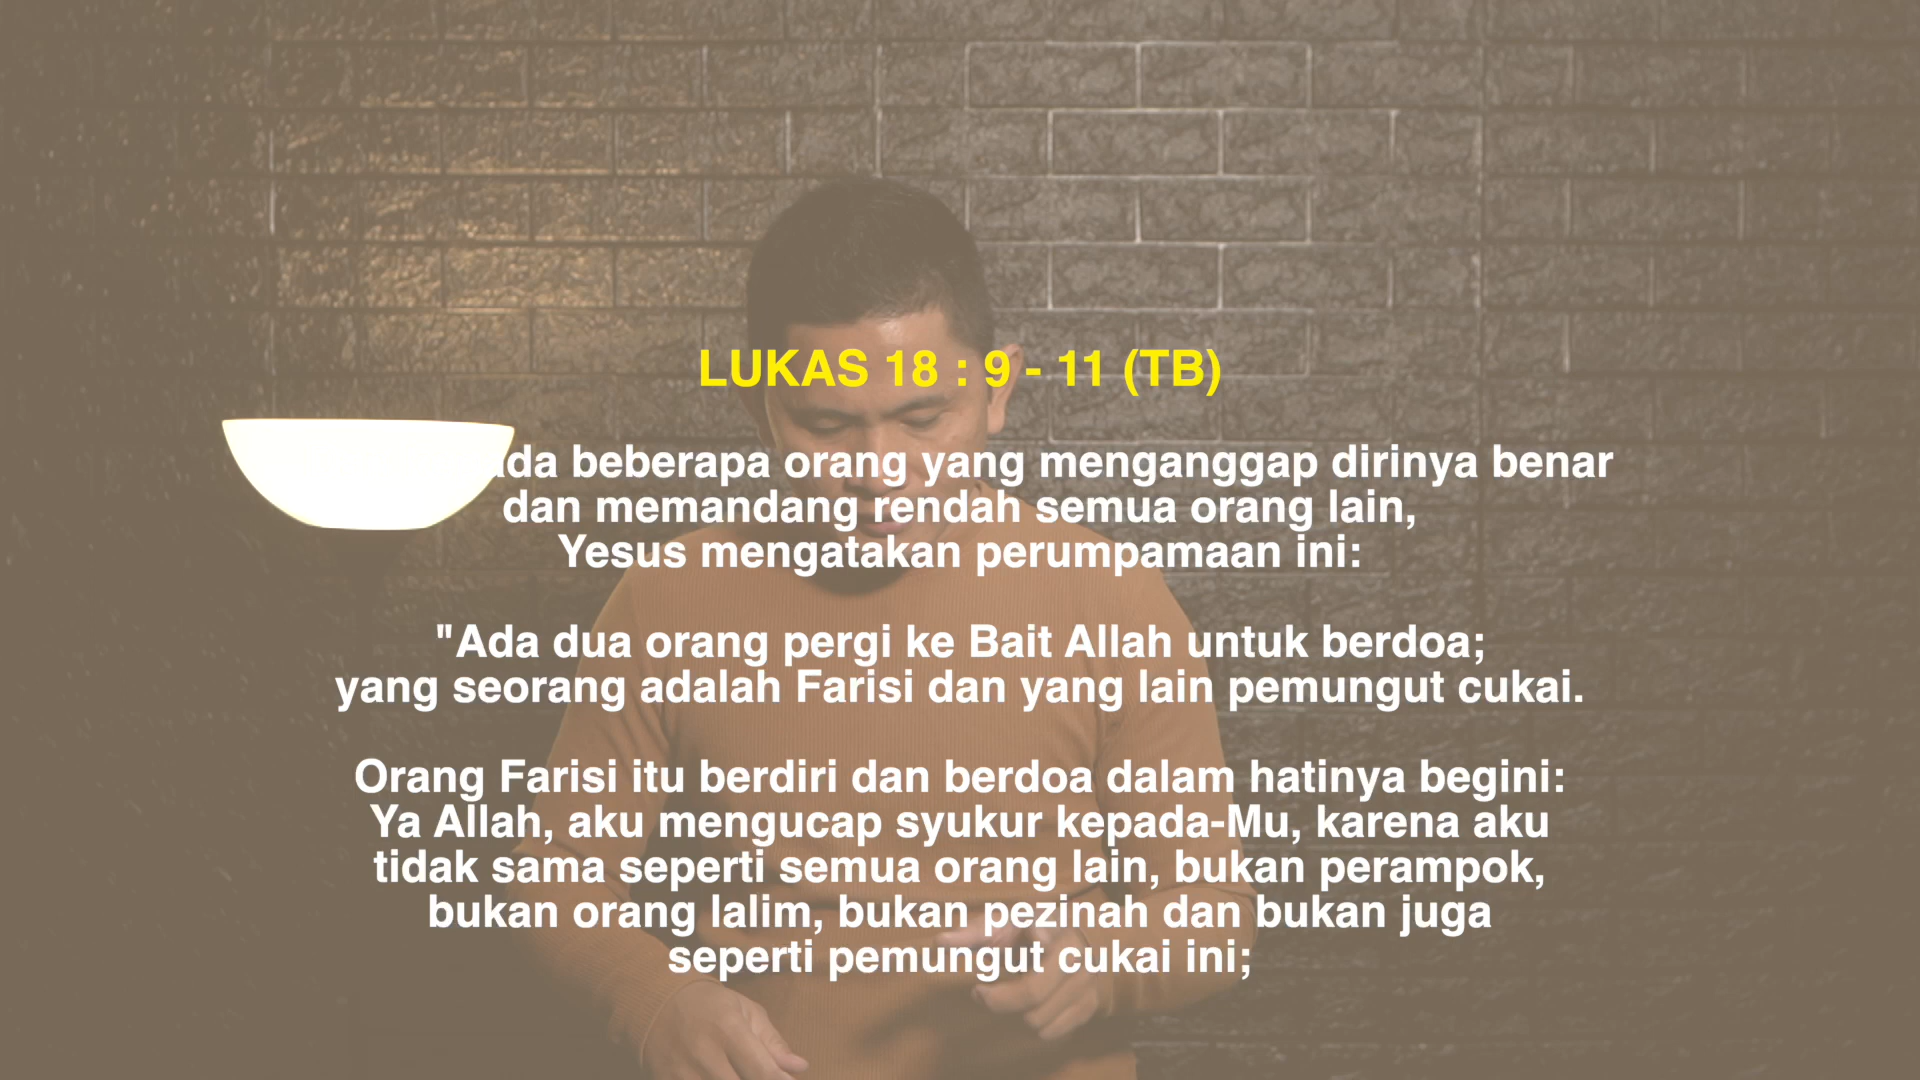 LUKAS 18 : 9 - 11 (TB)
beberapa orang yang menganggap dirinya benar
dan memandang rendah semua orang lain,
Yesus mengatakan perumpamaan ini:
"Ada dua orang pergi ke Bait Allah untuk berdoa;
yang seorang adalah Farisi dan yang lain pemungut cukai.
Orang Farisi itu berdiri dan berdoa dalam hatinya begini:
Ya Allah, aku mengucap syukur kepada-Mu, karena aku
tidak sama seperti semua orang lain, bukan perampok,
bukan orang lalim, bukan pezinah dan bukan juga
seperti pemungut cukai ini;